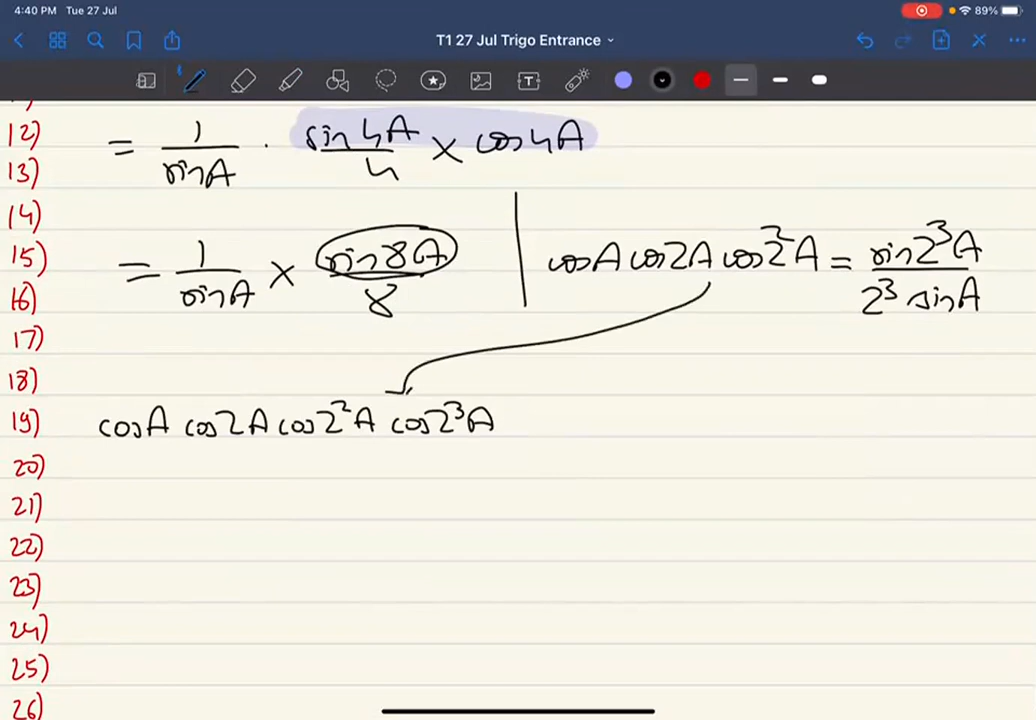 4:40 PM Tue 27 Jul 89%
T1 27 Jul Trigo Entrance
12) = 1/sinA · sin4A/4 × cos4A
13)
14)
15) = 1/sinA × sin8A/8 | cosA cos2A cos2²A = sin2³A/2³ sinA
16)
17)
18)
19) cosA cos2A cos2²A cos2³A
20)
21)
22)
23)
24)
25)
26)